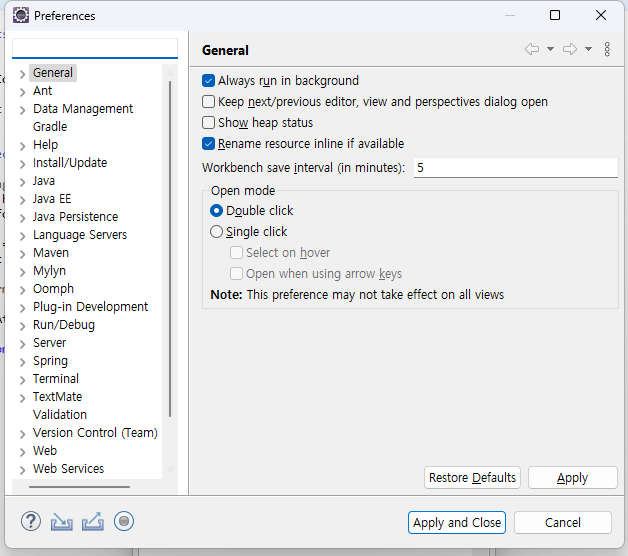 Preferences
General
Always run in background
Keep next/previous editor, view and perspectives dialog open
Show heap status
Rename resource inline if available
Workbench save interval (in minutes): 5
Open mode
Double click
Single click
Select on hover
Open when using arrow keys
Note: This preference may not take effect on all views
General
Ant
Data Management
Gradle
Help
Install/Update
Java
Java EE
Java Persistence
Language Servers
Maven
Mylyn
Oomph
Plug-in Development
Run/Debug
Server
Spring
Terminal
TextMate
Validation
Version Control (Team)
Web
Web Services
Restore Defaults
Apply
Apply and Close
Cancel